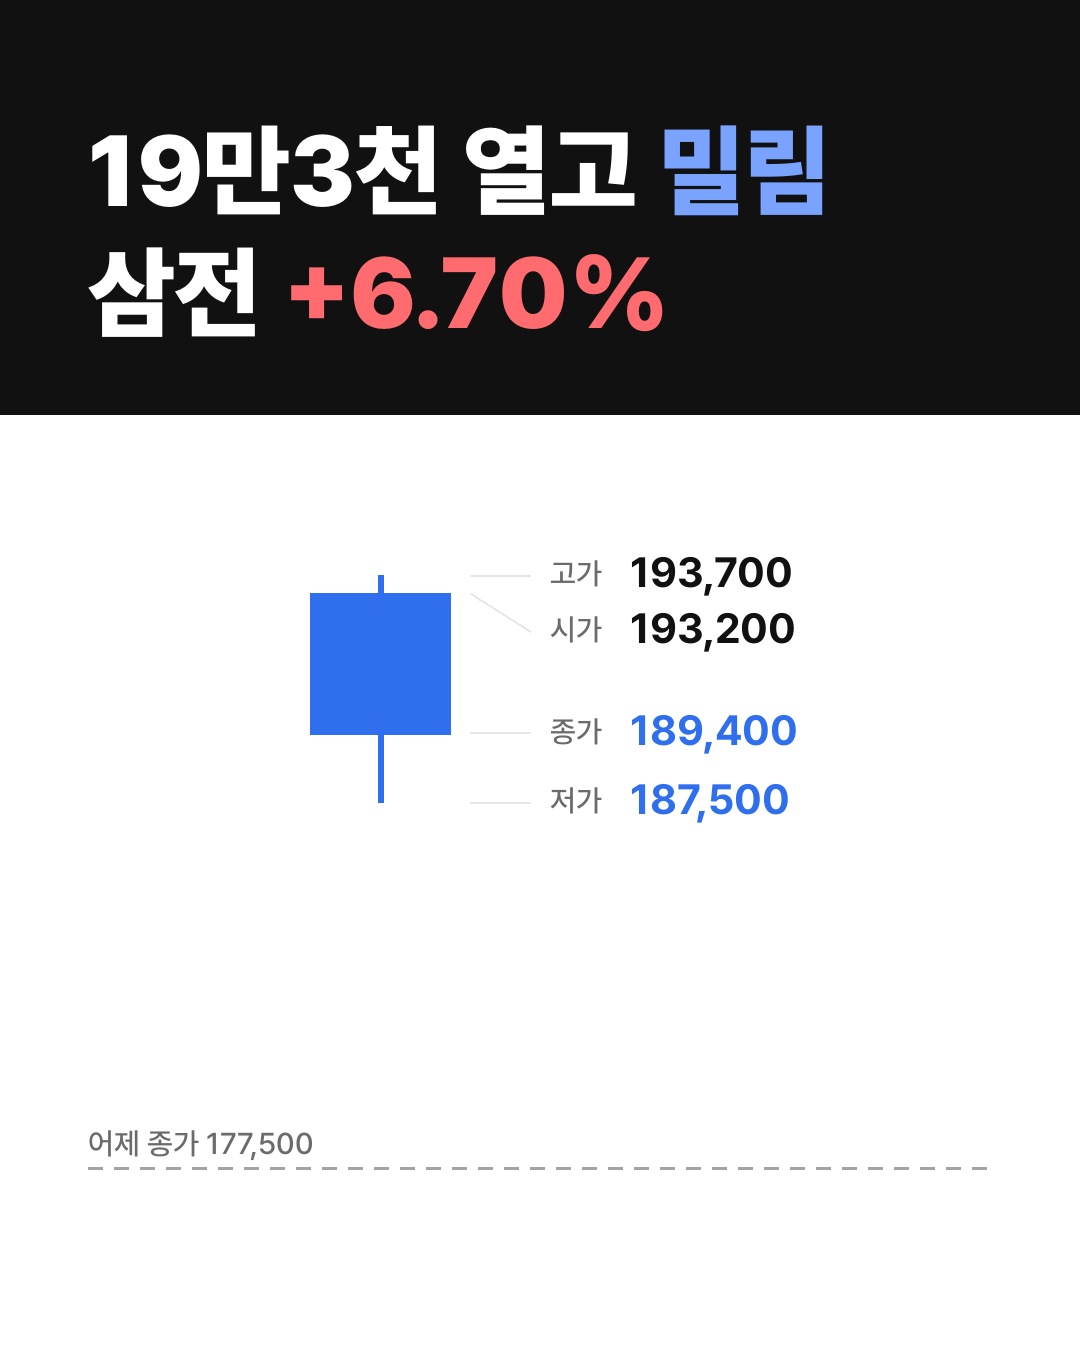 19만3천 열고 밀림
삼전 +6.70%
고가 193,700
시가 193,200
종가 189,400
저가 187,500
어제 종가 177,500